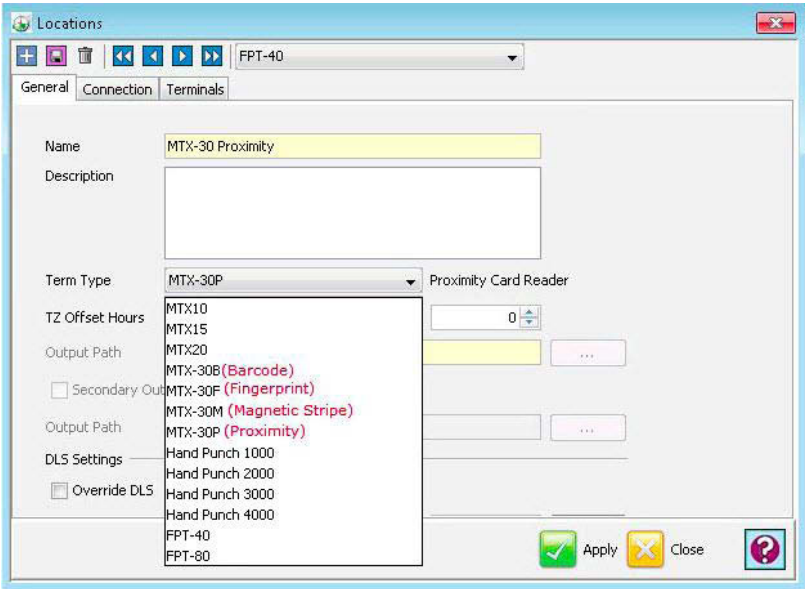 Locations
FPT-40
General Connection Terminals
Name MTX-30 Proximity
Description
Term Type MTX-30P Proximity Card Reader
MTX10
TZ Offset Hours 0
MTX15
MTX20
Output Path ...
MTX-30B (Barcode)
Secondary Out
MTX-30F (Fingerprint)
MTX-30M (Magnetic Stripe)
Output Path ...
MTX-30P (Proximity)
DLS Settings
Hand Punch 1000
Hand Punch 2000
Override DLS
Hand Punch 3000
Hand Punch 4000
FPT-40
FPT-80
Apply Close ?